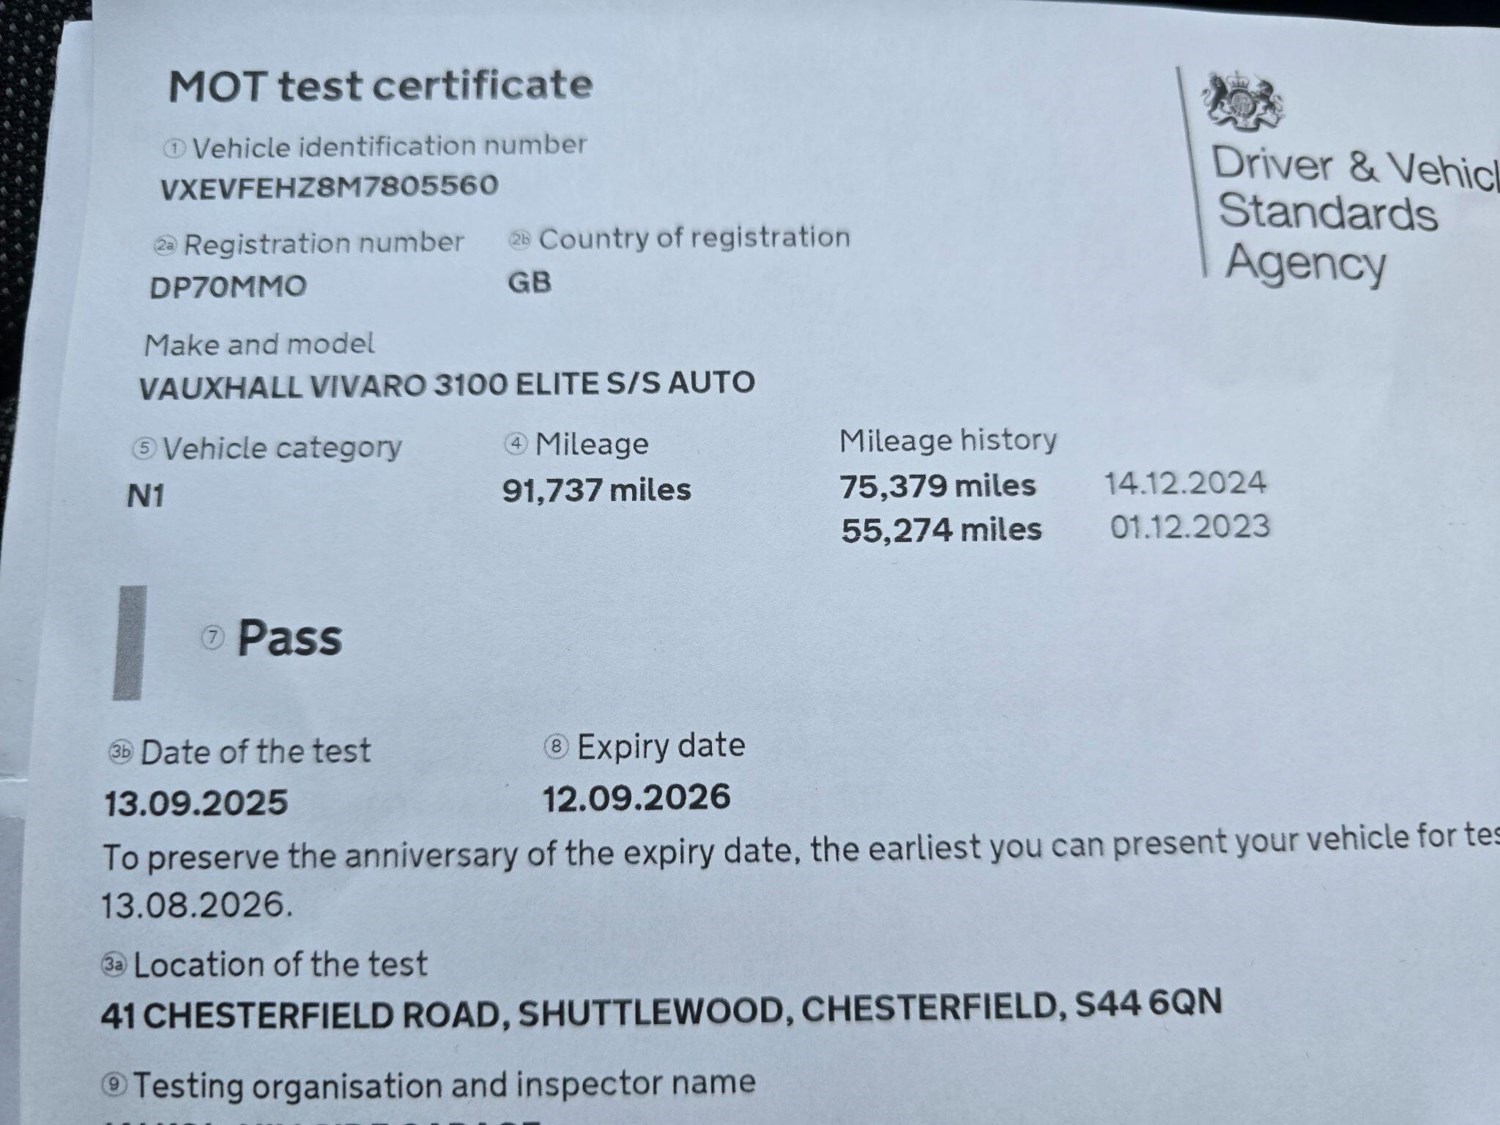 MOT test certificate
1 Vehicle identification number
VXEVFEHZ8M7805560
2a Registration number 2b Country of registration
DP70MMO GB
Make and model
VAUXHALL VIVARO 3100 ELITE S/S AUTO
5 Vehicle category 4 Mileage Mileage history
N1 91,737 miles 75,379 miles 14.12.2024
55,274 miles 01.12.2023
7 Pass
3b Date of the test 8 Expiry date
13.09.2025 12.09.2026
To preserve the anniversary of the expiry date, the earliest you can present your vehicle for tes
13.08.2026.
3a Location of the test
41 CHESTERFIELD ROAD, SHUTTLEWOOD, CHESTERFIELD, S44 6QN
9 Testing organisation and inspector name
Driver & Vehicl
Standards
Agency